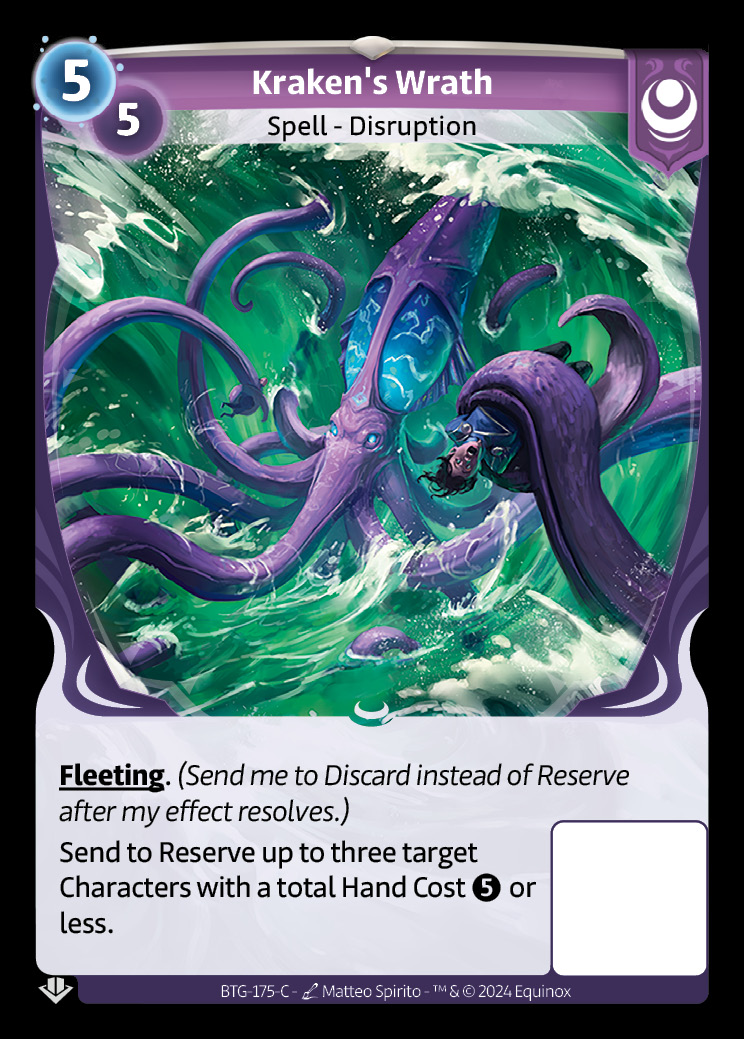 5
Kraken's Wrath
5
Spell - Disruption
Fleeting. (Send me to Discard instead of Reserve
after my effect resolves.)
Send to Reserve up to three target
Characters with a total Hand Cost 5 or
less.
BTG-175-C - Matteo Spirito - ™ & © 2024 Equinox